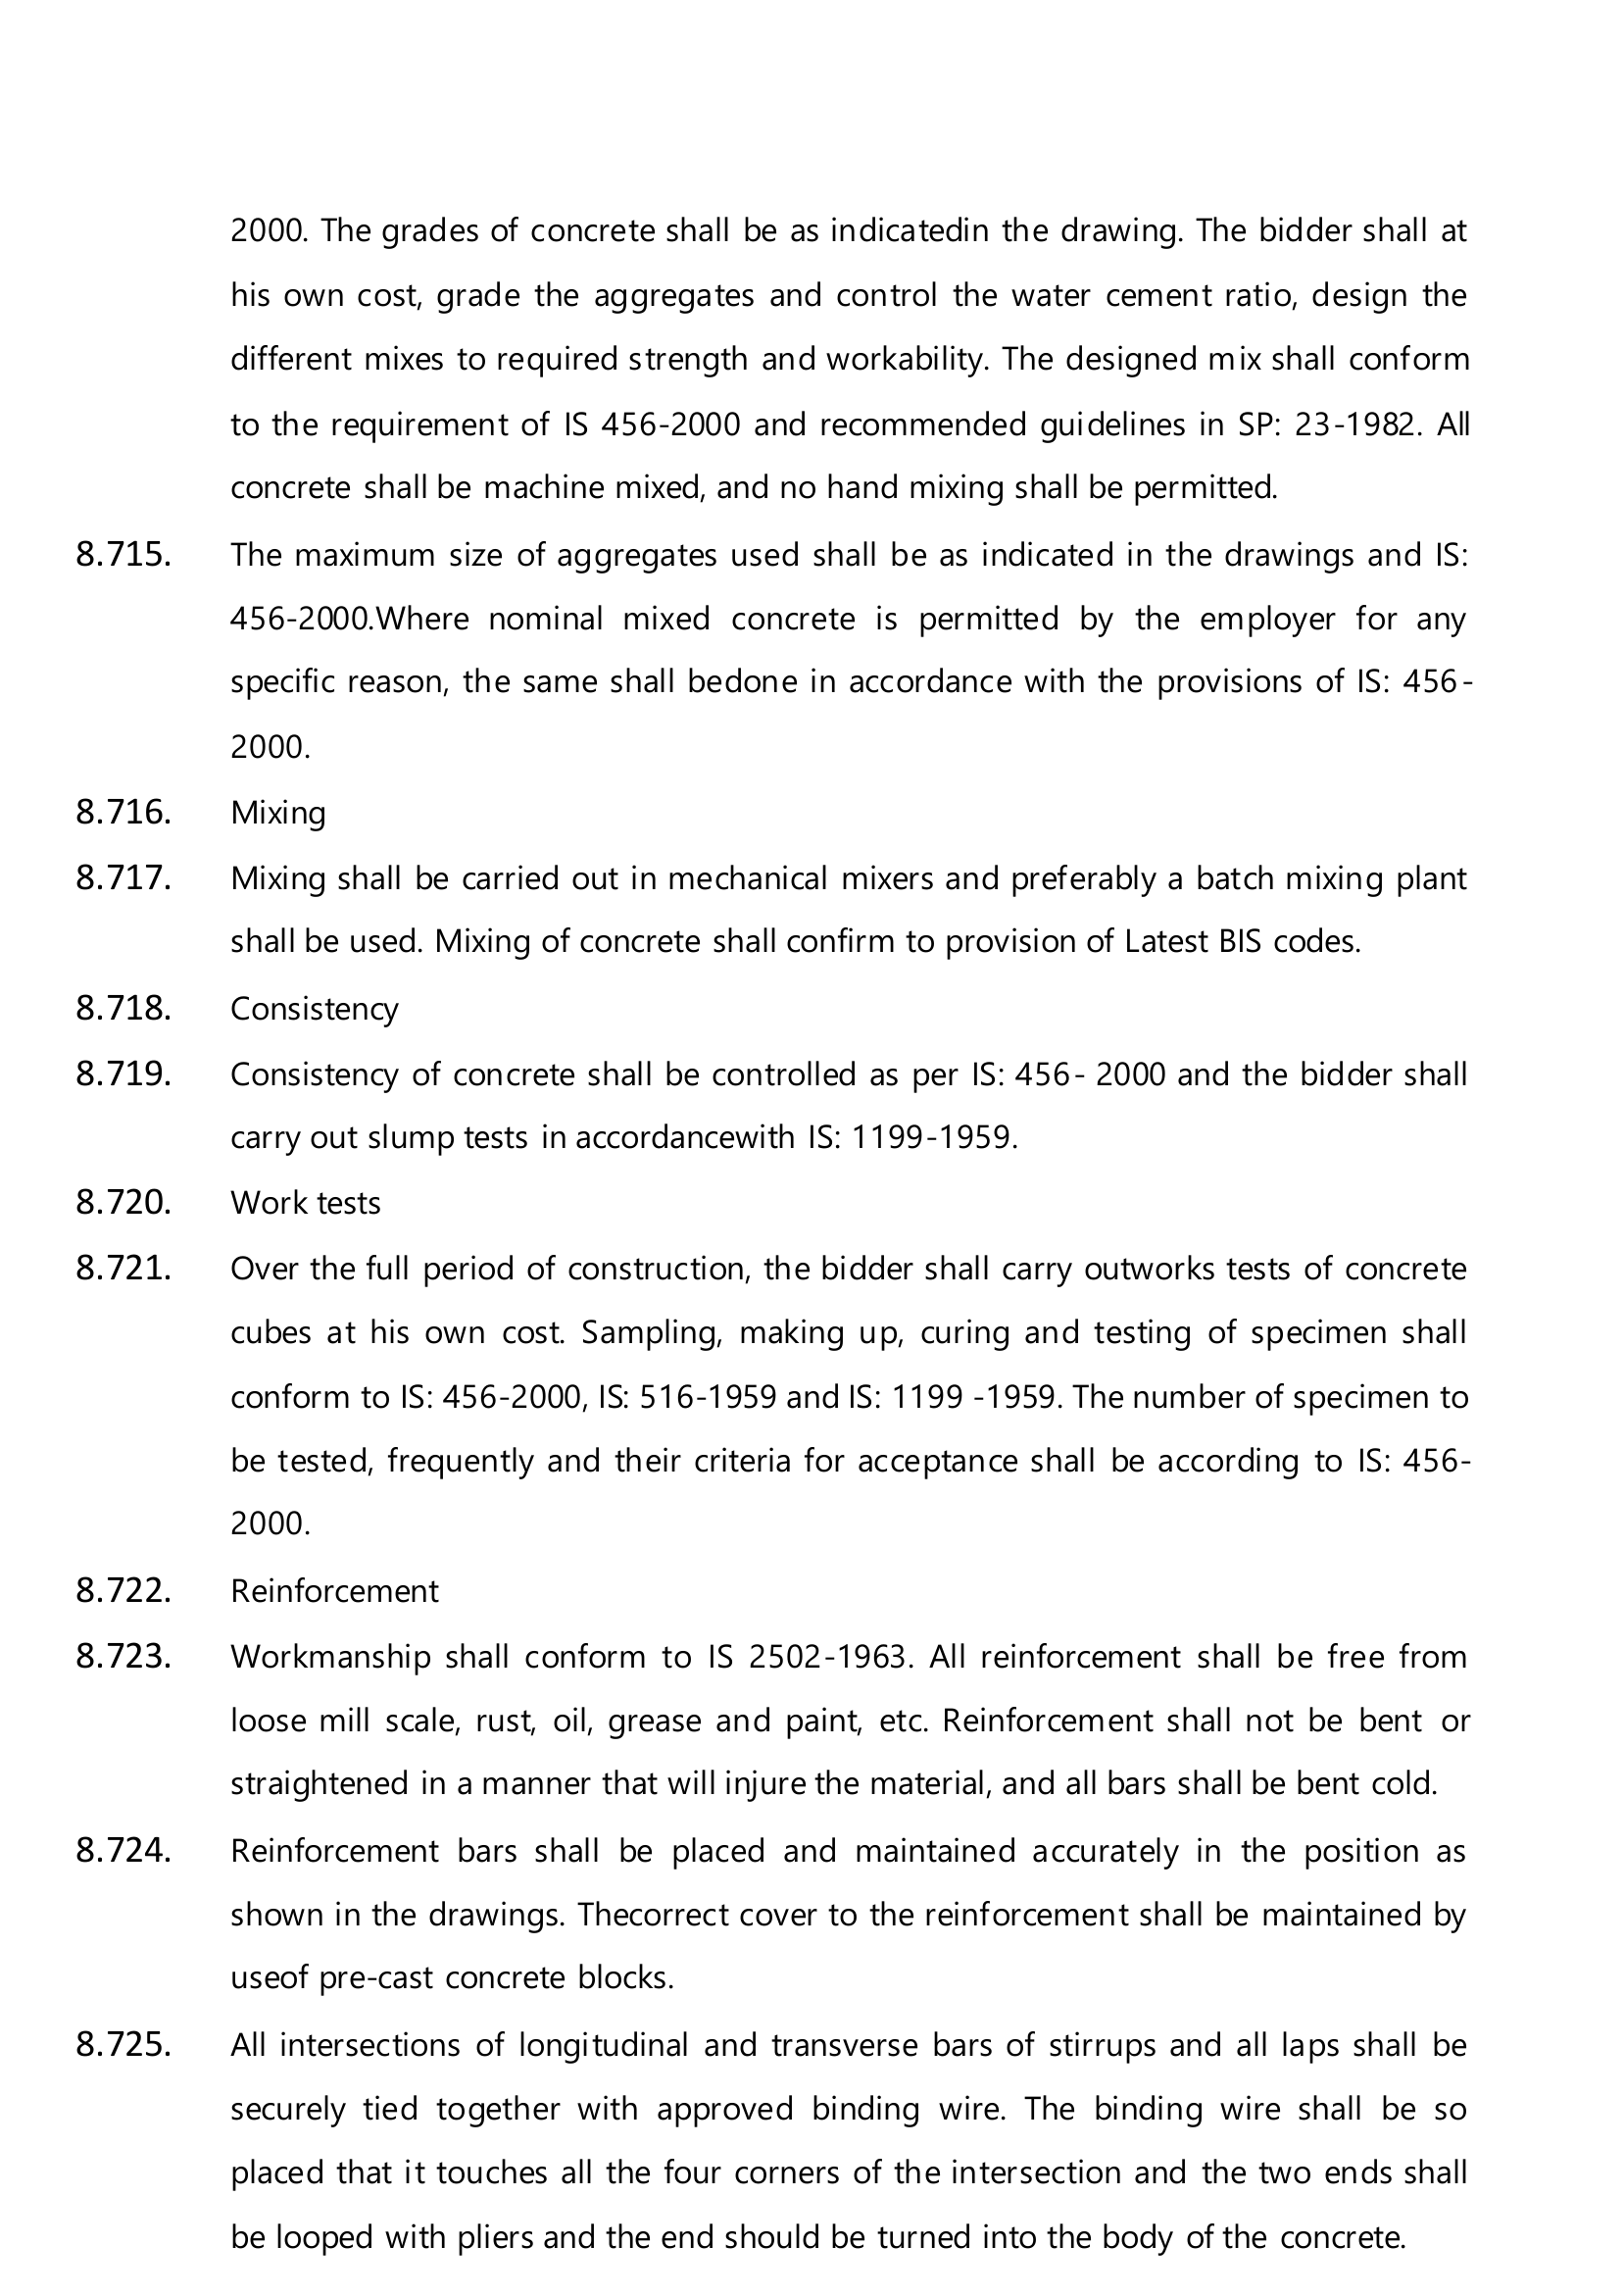 2000. The grades of concrete shall be as indicatedin the drawing. The bidder shall at
his own cost, grade the aggregates and control the water cement ratio, design the
different mixes to required strength and workability. The designed mix shall conform
to the requirement of IS 456-2000 and recommended guidelines in SP: 23-1982. All
concrete shall be machine mixed, and no hand mixing shall be permitted.
8.715. The maximum size of aggregates used shall be as indicated in the drawings and IS:
456-2000.Where nominal mixed concrete is permitted by the employer for any
specific reason, the same shall bedone in accordance with the provisions of IS: 456-
2000.
8.716. Mixing
8.717. Mixing shall be carried out in mechanical mixers and preferably a batch mixing plant
shall be used. Mixing of concrete shall confirm to provision of Latest BIS codes.
8.718. Consistency
8.719. Consistency of concrete shall be controlled as per IS: 456- 2000 and the bidder shall
carry out slump tests in accordancewith IS: 1199-1959.
8.720. Work tests
8.721. Over the full period of construction, the bidder shall carry outworks tests of concrete
cubes at his own cost. Sampling, making up, curing and testing of specimen shall
conform to IS: 456-2000, IS: 516-1959 and IS: 1199 -1959. The number of specimen to
be tested, frequently and their criteria for acceptance shall be according to IS: 456-
2000.
8.722. Reinforcement
8.723. Workmanship shall conform to IS 2502-1963. All reinforcement shall be free from
loose mill scale, rust, oil, grease and paint, etc. Reinforcement shall not be bent or
straightened in a manner that will injure the material, and all bars shall be bent cold.
8.724. Reinforcement bars shall be placed and maintained accurately in the position as
shown in the drawings. Thecorrect cover to the reinforcement shall be maintained by
useof pre-cast concrete blocks.
8.725. All intersections of longitudinal and transverse bars of stirrups and all laps shall be
securely tied together with approved binding wire. The binding wire shall be so
placed that it touches all the four corners of the intersection and the two ends shall
be looped with pliers and the end should be turned into the body of the concrete.